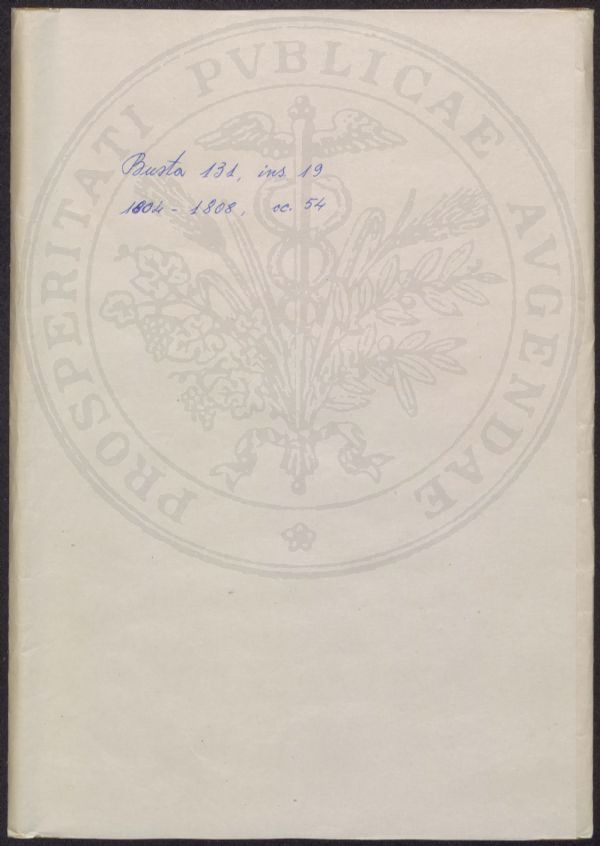 PROSPERITATI PVBLICAE AVGENDAE
Busta 131, ins. 19
1804 - 1808, cc. 54